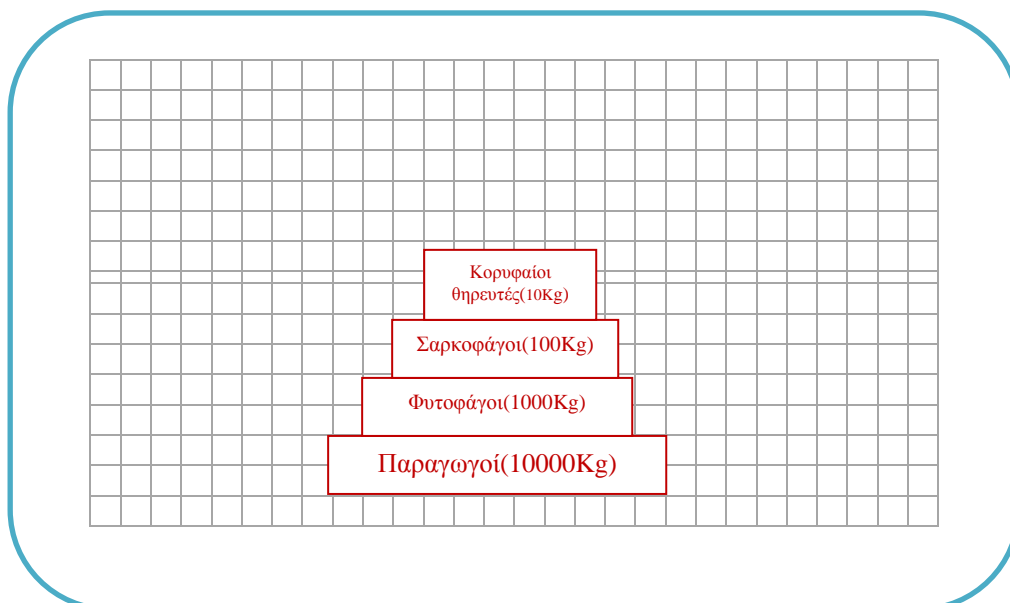 Κορυφαίοι
θηρευτές(10Kg)
Σαρκοφάγοι(100Kg)
Φυτοφάγοι(1000Kg)
Παραγωγοί(10000Kg)